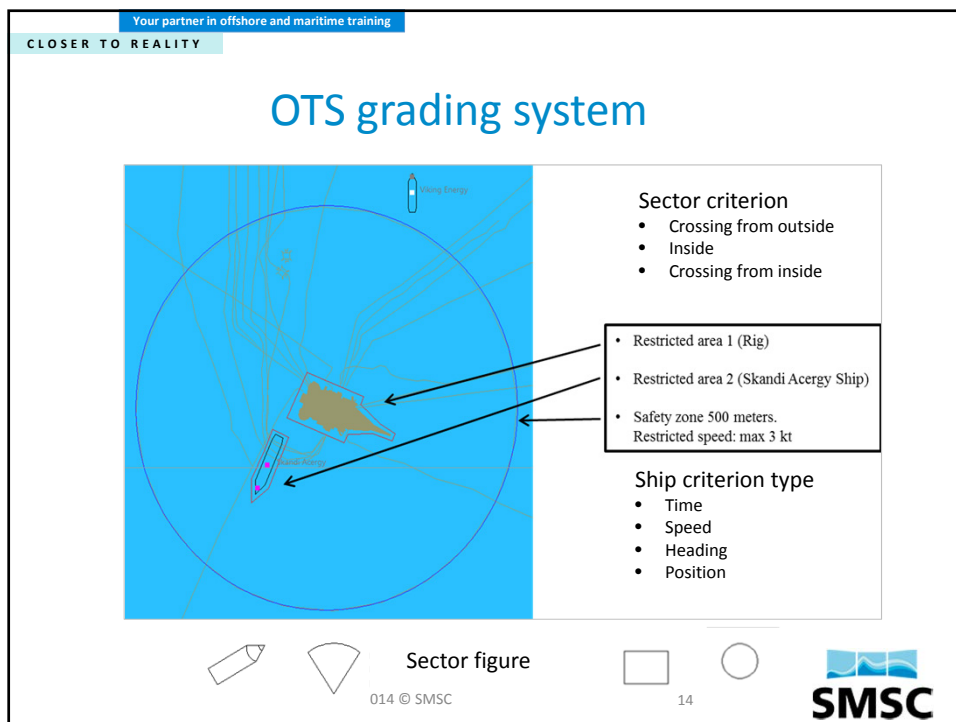 Your partner in offshore and maritime training
CLOSER TO REALITY
OTS grading system
Viking Energy
Skandi Acergy
Sector criterion
• Crossing from outside
• Inside
• Crossing from inside
• Restricted area 1 (Rig)
• Restricted area 2 (Skandi Acergy Ship)
• Safety zone 500 meters.
Restricted speed: max 3 kt
Ship criterion type
• Time
• Speed
• Heading
• Position
Sector figure
014 © SMSC
14
SMSC